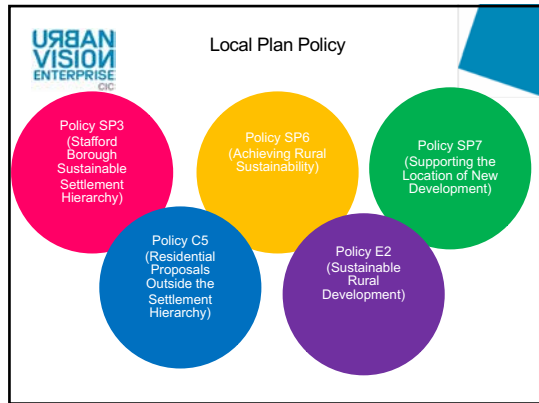 URBAN
VISION
ENTERPRISE
CIC
Local Plan Policy
Policy SP3
(Stafford
Borough
Sustainable
Settlement
Hierarchy)
Policy SP6
(Achieving Rural
Sustainability)
Policy SP7
(Supporting the
Location of New
Development)
Policy C5
(Residential
Proposals
Outside the
Settlement
Hierarchy)
Policy E2
(Sustainable
Rural
Development)